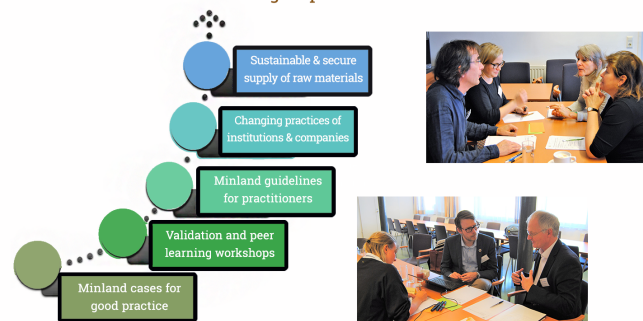 Sustainable & secure
supply of raw materials
Changing practices of
institutions & companies
Minland guidelines
for practitioners
Validation and peer
learning workshops
Minland cases for
good practice